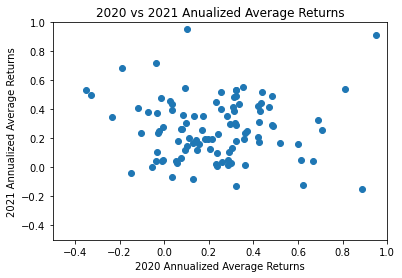 2020 vs 2021 Anualized Average Returns
2021 Annualized Average Returns
1.0
0.8
0.6
0.4
0.2
0.0
−0.2
−0.4
−0.4 −0.2 0.0 0.2 0.4 0.6 0.8 1.0
2020 Annualized Average Returns